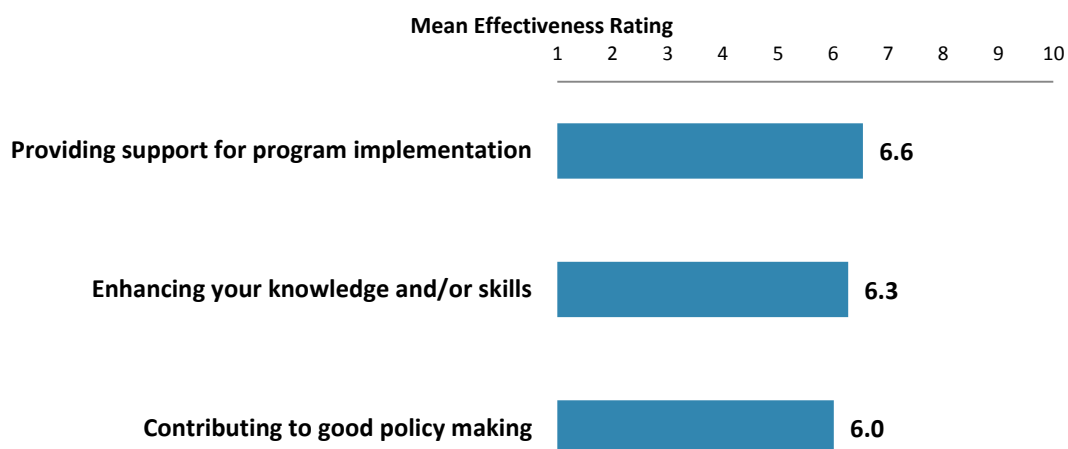 Mean Effectiveness Rating
1 2 3 4 5 6 7 8 9 10
Providing support for program implementation 6.6
Enhancing your knowledge and/or skills 6.3
Contributing to good policy making 6.0